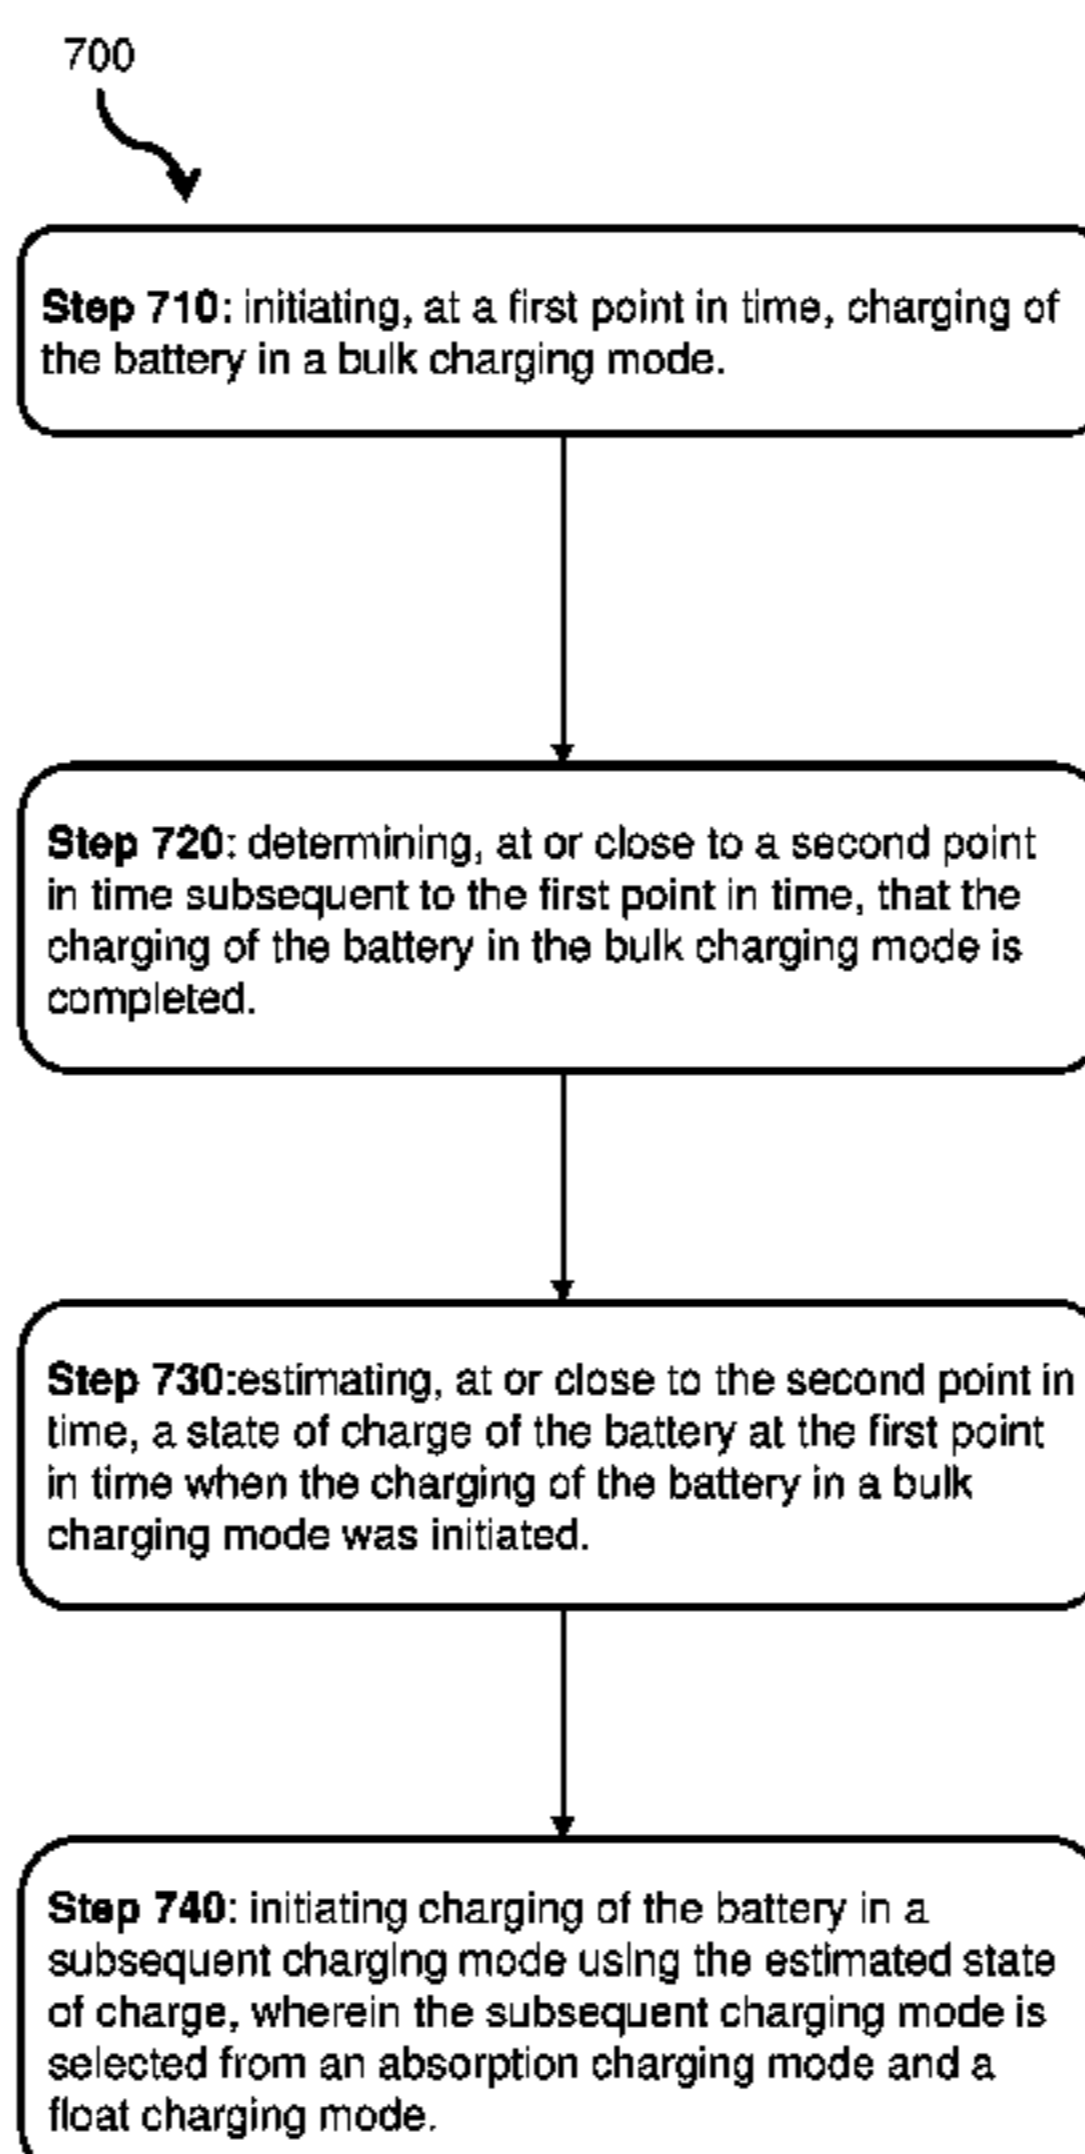 700
Step 710: initiating, at a first point in time, charging of
the battery in a bulk charging mode.
Step 720: determining, at or close to a second point
in time subsequent to the first point in time, that the
charging of the battery in the bulk charging mode is
completed.
Step 730:estimating, at or close to the second point in
time, a state of charge of the battery at the first point
in time when the charging of the battery in a bulk
charging mode was initiated.
Step 740: initiating charging of the battery in a
subsequent charging mode using the estimated state
of charge, wherein the subsequent charging mode is
selected from an absorption charging mode and a
float charging mode.